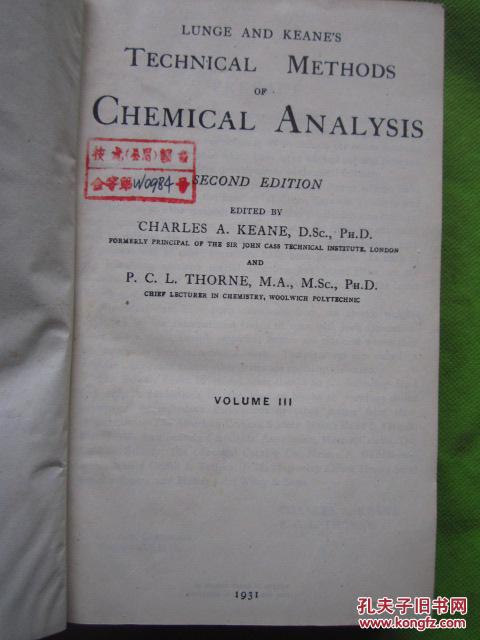 LUNGE AND KEANE'S
TECHNICAL METHODS
OF
CHEMICAL ANALYSIS
W0984
SECOND EDITION
EDITED BY
CHARLES A. KEANE, D.Sc., PH.D.
FORMERLY PRINCIPAL OF THE SIR JOHN CASS TECHNICAL INSTITUTE, LONDON
AND
P. C. L. THORNE, M.A., M.Sc., PH.D.
CHIEF LECTURER IN CHEMISTRY, WOOLWICH POLYTECHNIC
VOLUME III
1931
孔夫子旧书网
www.kongfz.com